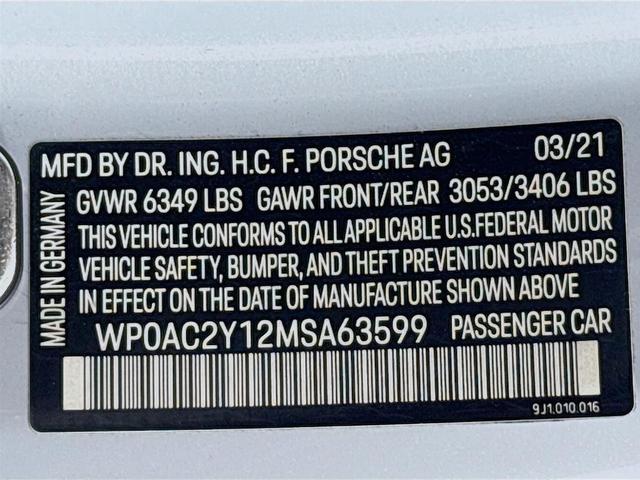 MFD BY DR. ING. H.C. F. PORSCHE AG 03/21
GVWR 6349 LBS GAWR FRONT/REAR 3053/3406 LBS
THIS VEHICLE CONFORMS TO ALL APPLICABLE U.S.FEDERAL MOTOR
VEHICLE SAFETY, BUMPER, AND THEFT PREVENTION STANDARDS
IN EFFECT ON THE DATE OF MANUFACTURE SHOWN ABOVE
WP0AC2Y12MSA63599 PASSENGER CAR
9J1.010.016
MADE IN GERMANY